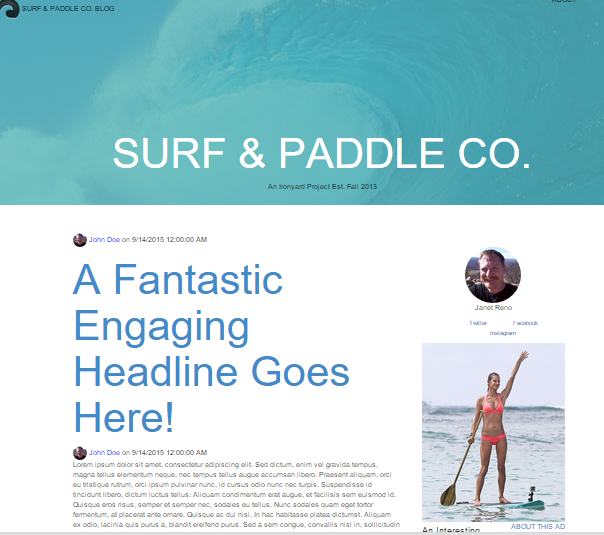 SURF & PADDLE CO. BLOG
ABOUT
SURF & PADDLE CO.
An Ironyard Project Est. Fall 2013
John Doe on 9/14/2015 12:00:00 AM
A Fantastic
Engaging
Headline Goes
Here!
John Doe on 9/14/2015 12:00:00 AM
Lorem ipsum dolor sit amet, consectetur adipiscing elit. Sed dictum, enim vel gravida tempus,
magna tellus elementum neque, nec tempus tellus augue accumsan libero. Praesent aliquam, orci
eu tristique rutrum, orci ipsum pulvinar nunc, id cursus odio nunc nec turpis. Suspendisse id
tincidunt libero, dictum luctus tellus. Aliquam condimentum erat augue, et facilisis sem euismod id.
Quisque eros risus, semper et semper nec, sodales eu tellus. Nunc sodales quam eget tortor
fermentum, at placerat ante ornare. Quisque ac dui nisi. In hac habitasse platea dictumst. Aliquam
ex odio, lacinia quis purus a, blandit eleifend purus. Sed a sem congue, convallis nisl in, sollicitudin
Janet Reno
Twitter Facebook
Instagram
ABOUT THIS AD
An Interesting